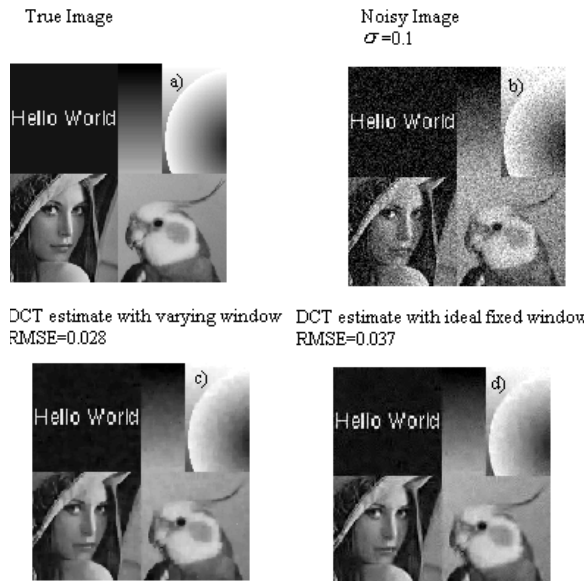 True Image
Noisy Image
σ=0.1
a)
Hello World
b)
Hello World
DCT estimate with varying window
RMSE=0.028
DCT estimate with ideal fixed window
RMSE=0.037
c)
Hello World
d)
Hello World